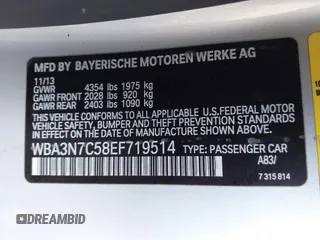 MFD BY BAYERISCHE MOTOREN WERKE AG
11/13
GVWR 4354 lbs 1975 kg
GAWR FRONT 2028 lbs 920 kg
GAWR REAR 2403 lbs 1090 kg
THIS VEHICLE CONFORMS TO ALL APPLICABLE U.S. FEDERAL MOTOR VEHICLE SAFETY, BUMPER, AND THEFT PREVENTION STANDARDS IN EFFECT ON THE DATE OF MANUFACTURE SHOWN ABOVE.
WBA3N7C58EF719514 TYPE: PASSENGER CAR
A83/
7 315 814
DREAMBID
DREAMBID.COM